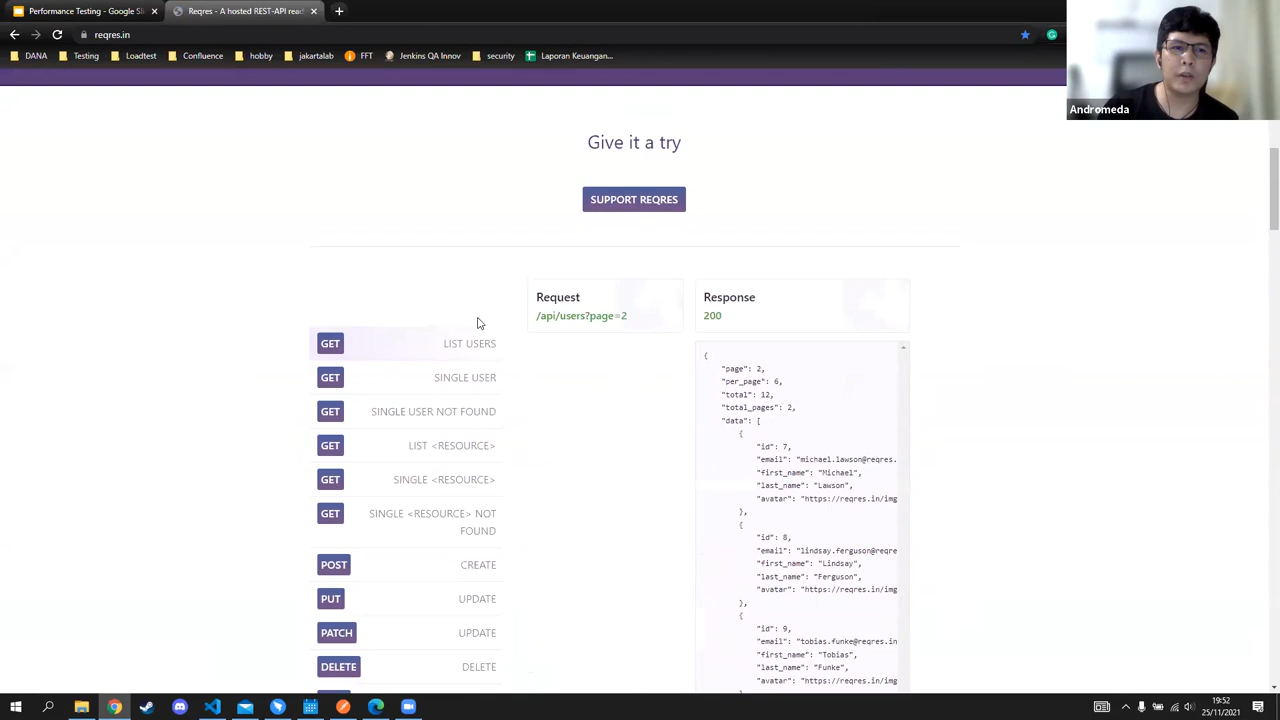 Performance Testing - Google Sli
Reqres - A hosted REST-API read
reqres.in
DANA
Testing
Loadtest
Confluence
hobby
jakartalab
FFT
Jenkins QA Innov
security
Laporan Keuangan...
Andromeda
Give it a try
SUPPORT REQRES
Request
/api/users?page=2
Response
200
GET LIST USERS
GET SINGLE USER
GET SINGLE USER NOT FOUND
GET LIST <RESOURCE>
GET SINGLE <RESOURCE>
GET SINGLE <RESOURCE> NOT
FOUND
POST CREATE
PUT UPDATE
PATCH UPDATE
DELETE DELETE
{
"page": 2,
"per_page": 6,
"total": 12,
"total_pages": 2,
"data": [
{
"id": 7,
"email": "michael.lawson@reqres.
"first_name": "Michael",
"last_name": "Lawson",
"avatar": "https://reqres.in/img
},
{
"id": 8,
"email": "lindsay.ferguson@reqre
"first_name": "Lindsay",
"last_name": "Ferguson",
"avatar": "https://reqres.in/img
},
{
"id": 9,
"email": "tobias.funke@reqres.in
"first_name": "Tobias",
"last_name": "Funke",
"avatar": "https://reqres.in/img
19:52
25/11/2021